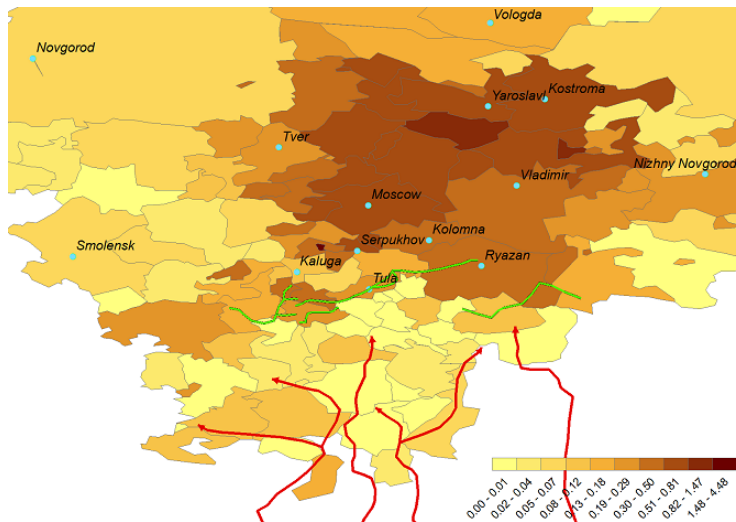 Vologda
Novgorod
Yaroslavl Kostroma
Tver
Nizhny Novgorod
Vladimir
Moscow
Kolomna
Serpukhov
Smolensk
Ryazan
Kaluga
Tula
0.00 - 0.01
0.02 - 0.04
0.05 - 0.07
0.08 - 0.12
0.13 - 0.18
0.19 - 0.29
0.30 - 0.50
0.51 - 0.81
0.82 - 1.47
1.48 - 4.48